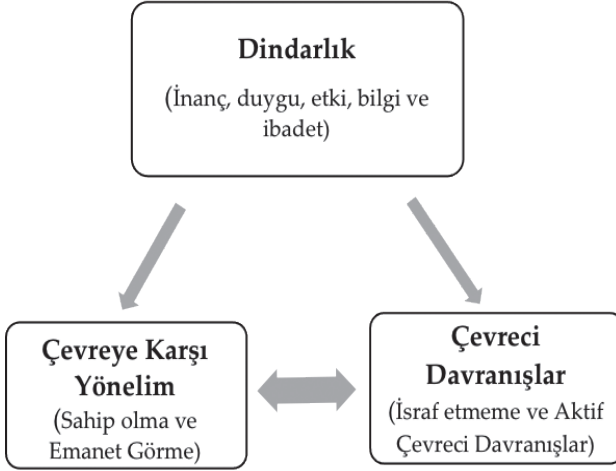 Dindarlık
(İnanç, duygu, etki, bilgi ve
ibadet)
Çevreye Karşı
Yönelim
(Sahip olma ve
Emanet Görme)
Çevreci
Davranışlar
(İsraf etmeme ve Aktif
Çevreci Davranışlar)